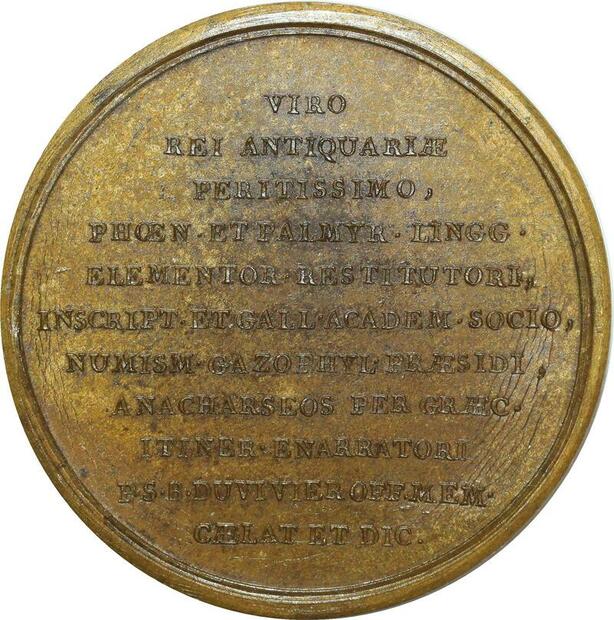 VIRO
REI ANTIQUARIÆ
PERITISSIMO,
PHŒN·ET PALMYR·LINGG·
ELEMENTOR·RESTITUTORI,
INSCRIPT·ET·GALL·ACADEM·SOCIO,
NUMISM·GAZOPHYL·PRÆSIDI,
ANACHARSEOS PER GRÆC·
ITINER·ENARRATORI
P·S·B·DUVIVIER OFF·MEM·
CÆLAT ET DIC.